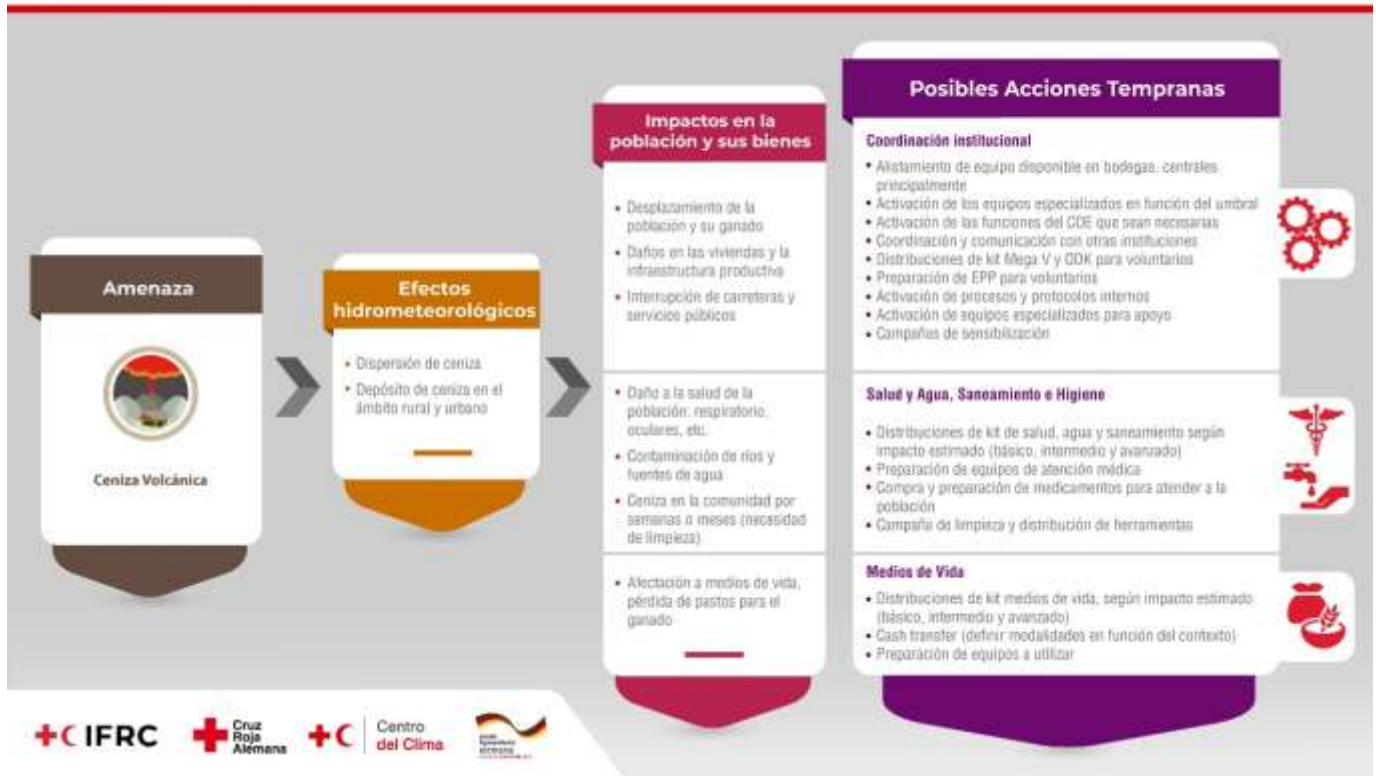 Amenaza
Ceniza Volcánica
Efectos
hidrometeorológicos
• Dispersión de ceniza
• Depósito de ceniza en el
ámbito rural y urbano
Impactos en la
población y sus bienes
• Desplazamiento de la
población y su ganado
• Daños en las viviendas y la
infraestructura productiva
• Interrupción de carreteras y
servicios públicos
• Daño a la salud de la
población: respiratorio,
oculares, etc.
• Contaminación de ríos y
fuentes de agua
• Ceniza en la comunidad por
semanas o meses (necesidad
de limpieza)
• Afectación a medios de vida,
pérdida de pastos para el
ganado
Posibles Acciones Tempranas
Coordinación institucional
• Alistamiento de equipo disponible en bodegas, centrales
principalmente
• Activación de los equipos especializados en función del umbral
• Activación de las funciones del COE que sean necesarias
• Coordinación y comunicación con otras instituciones
• Distribuciones de kit Mega V y ODK para voluntarios
• Preparación de EPP para voluntarios
• Activación de procesos y protocolos internos
• Activación de equipos especializados para apoyo
• Campañas de sensibilización
Salud y Agua, Saneamiento e Higiene
• Distribuciones de kit de salud, agua y saneamiento según
impacto estimado (básico, intermedio y avanzado)
• Preparación de equipos de atención médica
• Compra y preparación de medicamentos para atender a la
población
• Campaña de limpieza y distribución de herramientas
Medios de Vida
• Distribuciones de kit medios de vida, según impacto estimado
(básico, intermedio y avanzado)
• Cash transfer (definir modalidades en función del contexto)
• Preparación de equipos a utilizar
IFRC
Cruz
Roja
Alemana
Centro
del Clima
alemana